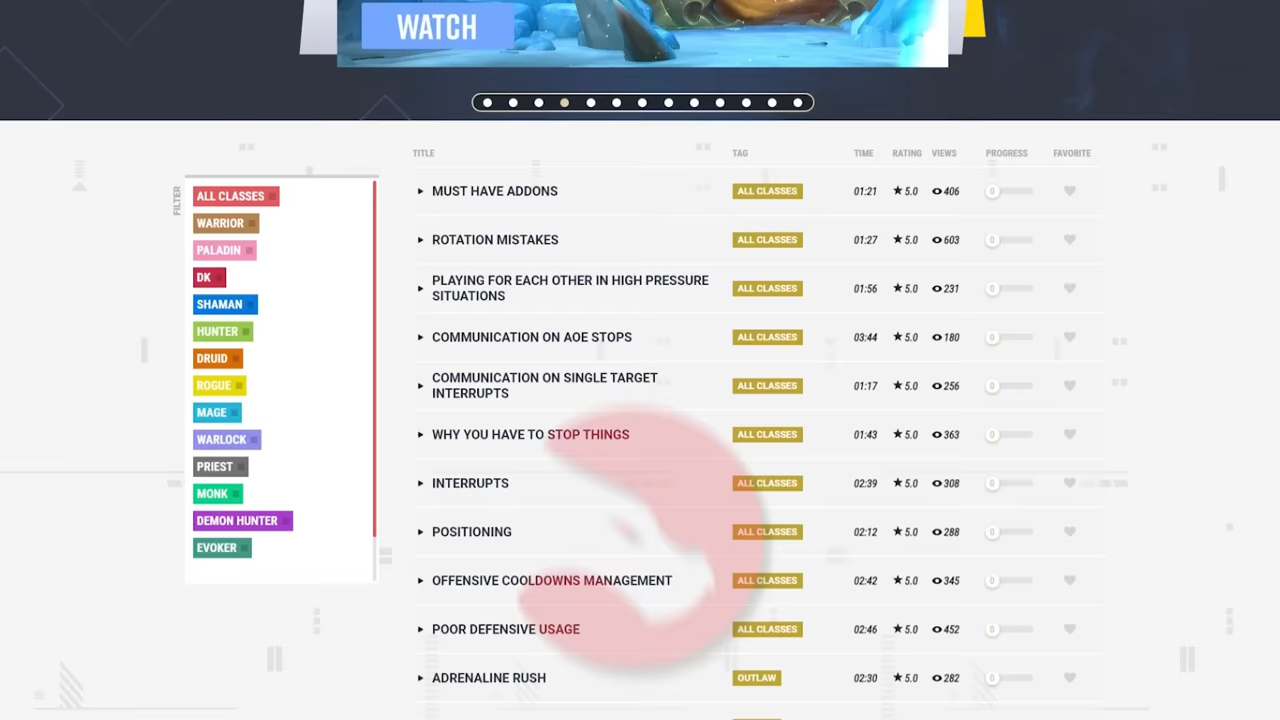 WATCH
TITLE TAG TIME RATING VIEWS PROGRESS FAVORITE
FILTER
ALL CLASSES
WARRIOR
PALADIN
DK
SHAMAN
HUNTER
DRUID
ROGUE
MAGE
WARLOCK
PRIEST
MONK
DEMON HUNTER
EVOKER
MUST HAVE ADDONS ALL CLASSES 01:21 5.0 406 0
ROTATION MISTAKES ALL CLASSES 01:27 5.0 603 0
PLAYING FOR EACH OTHER IN HIGH PRESSURE
SITUATIONS ALL CLASSES 01:56 5.0 231 0
COMMUNICATION ON AOE STOPS ALL CLASSES 03:44 5.0 180 0
COMMUNICATION ON SINGLE TARGET
INTERRUPTS ALL CLASSES 01:17 5.0 256 0
WHY YOU HAVE TO STOP THINGS ALL CLASSES 01:43 5.0 363 0
INTERRUPTS ALL CLASSES 02:39 5.0 308 0
POSITIONING ALL CLASSES 02:12 5.0 288 0
OFFENSIVE COOLDOWNS MANAGEMENT ALL CLASSES 02:42 5.0 345 0
POOR DEFENSIVE USAGE ALL CLASSES 02:46 5.0 452 0
ADRENALINE RUSH OUTLAW 02:30 5.0 282 0